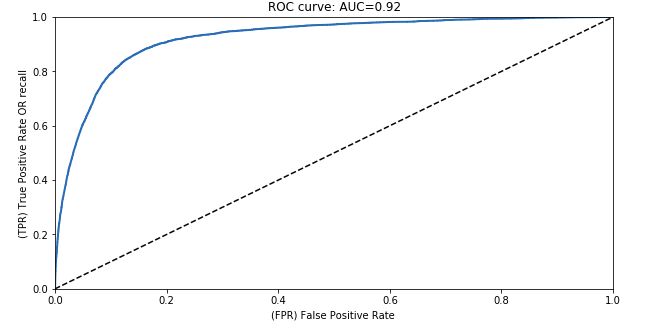 ROC curve: AUC=0.92
1.0
0.8
0.6
0.4
0.2
0.0
(TPR) True Positive Rate OR recall
0.0 0.2 0.4 0.6 0.8 1.0
(FPR) False Positive Rate